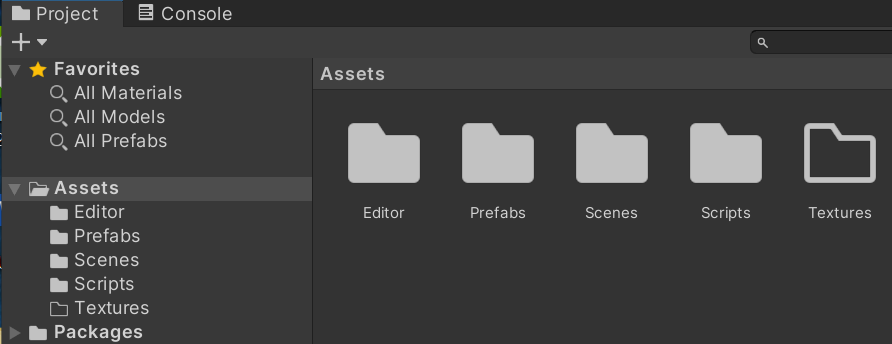 Project Console
Favorites
All Materials
All Models
All Prefabs
Assets
Editor
Prefabs
Scenes
Scripts
Textures
Packages
Assets
Editor Prefabs Scenes Scripts Textures